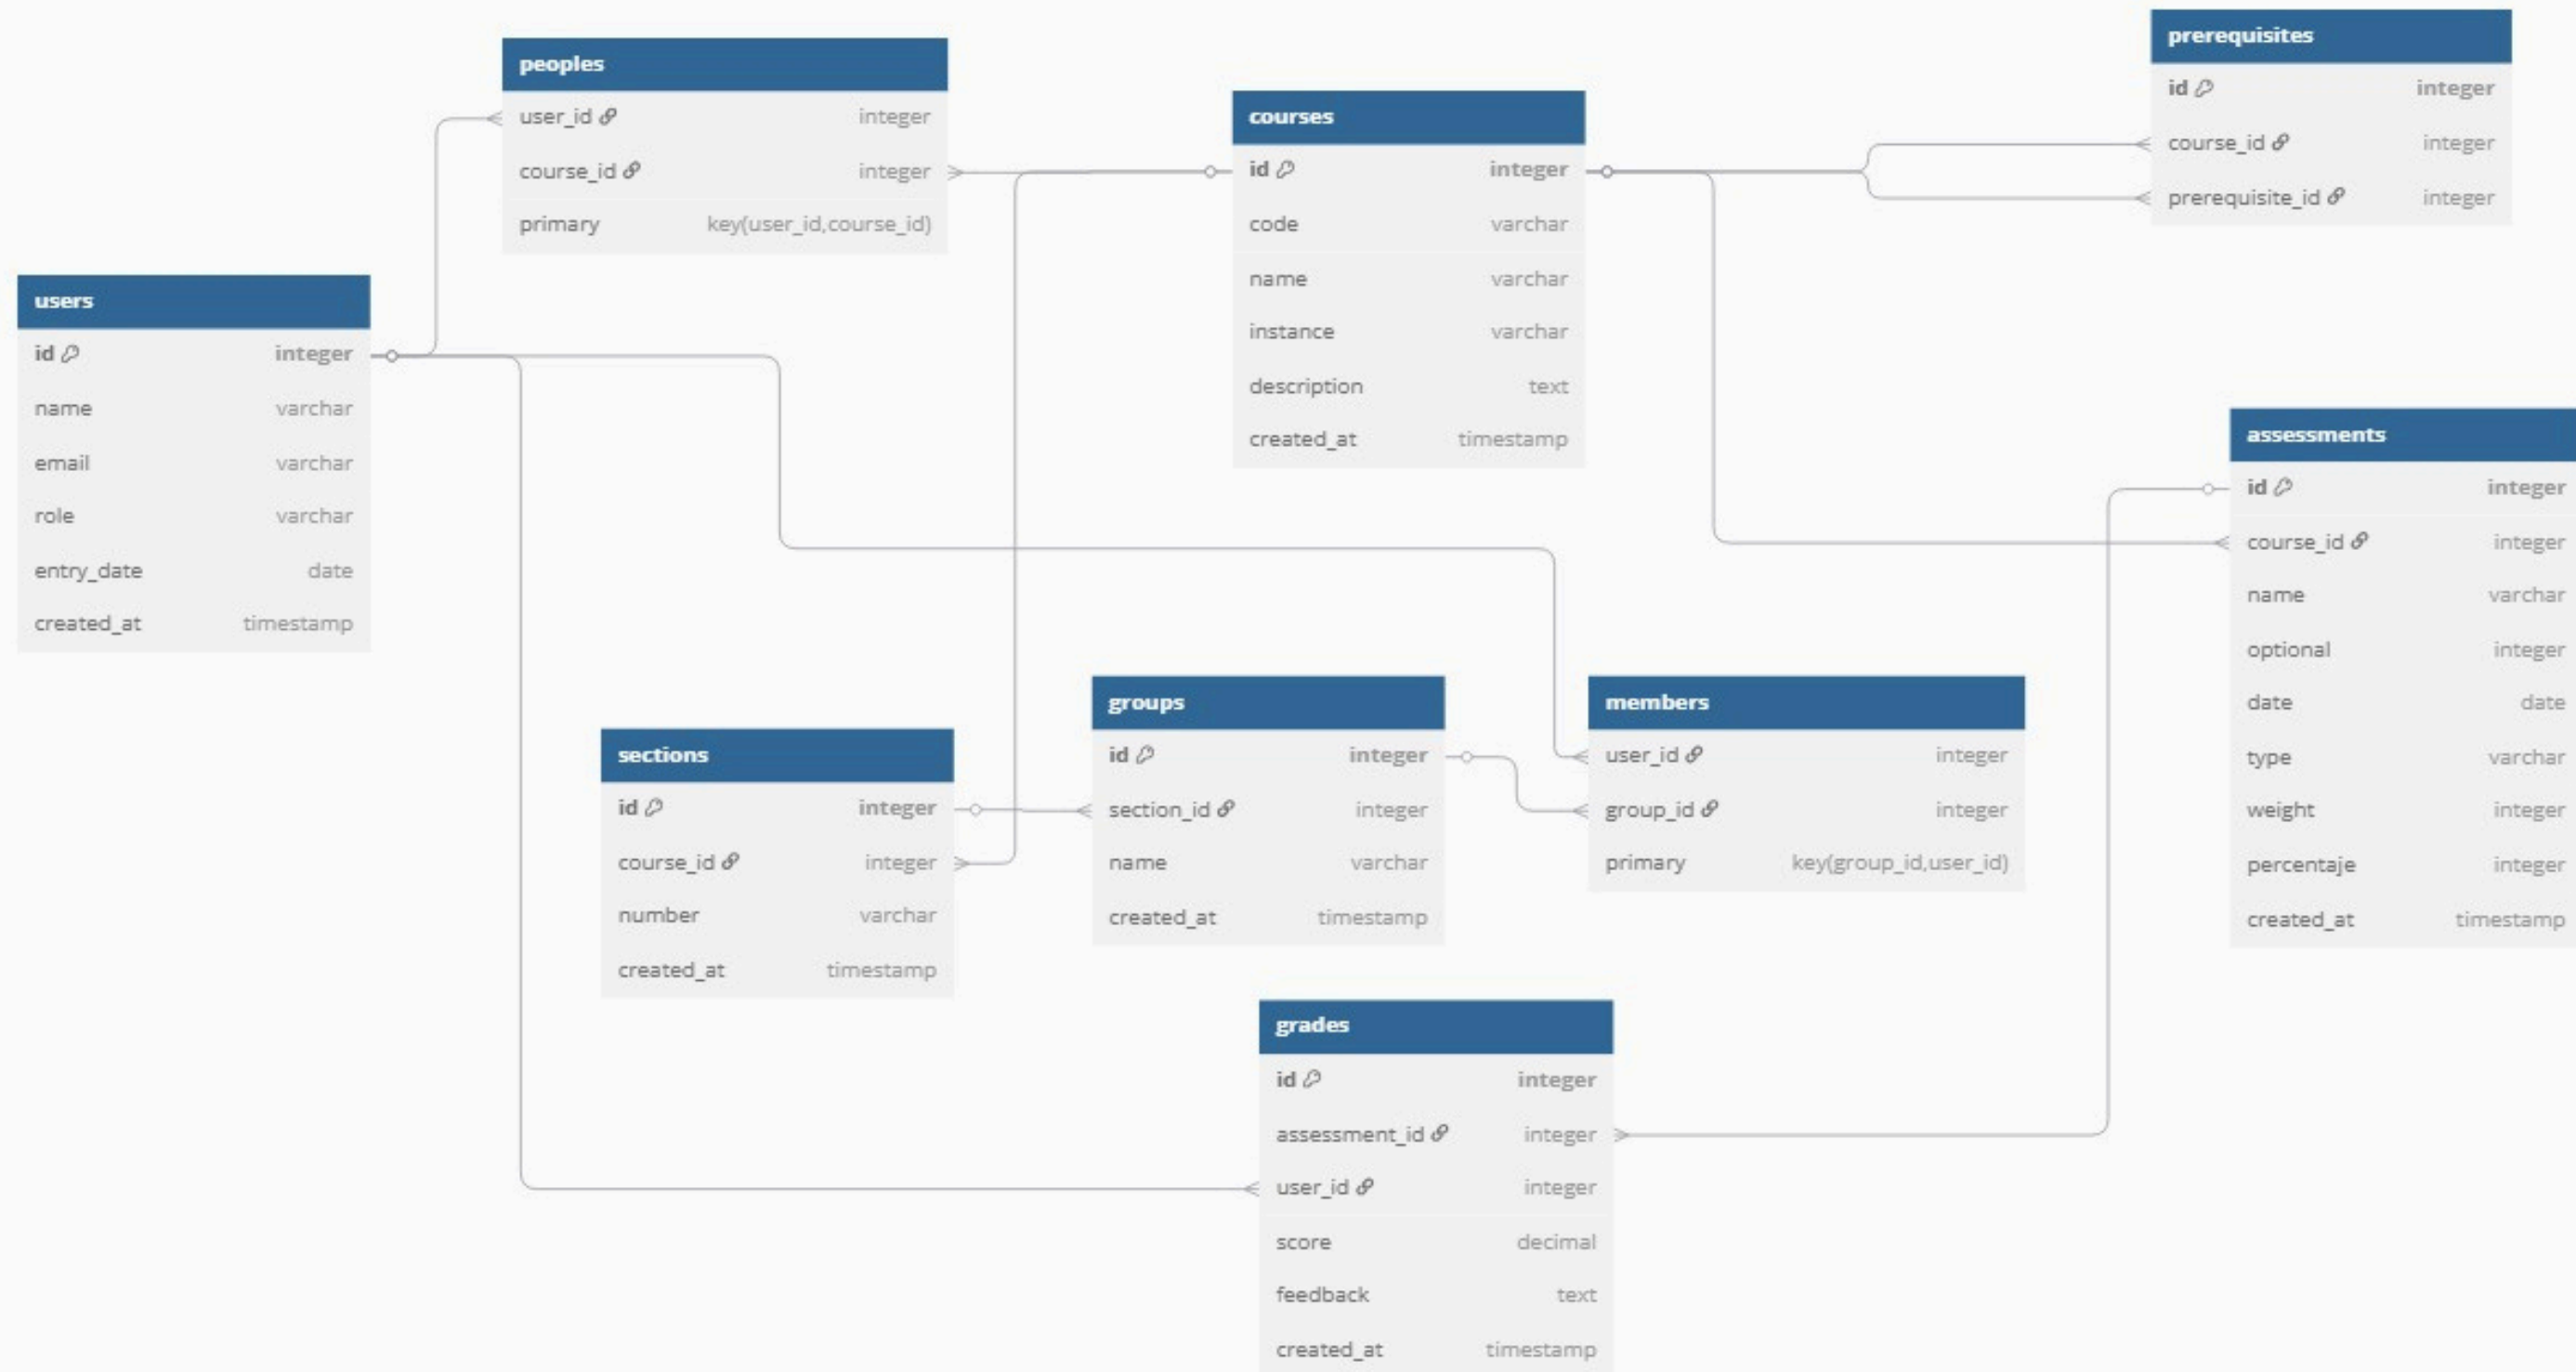 peoples
user_id integer
course_id integer
primary key(user_id,course_id)
users
id integer
name varchar
email varchar
role varchar
entry_date date
created_at timestamp
courses
id integer
code varchar
name varchar
instance varchar
description text
created_at timestamp
prerequisites
id integer
course_id integer
prerequisite_id integer
assessments
id integer
course_id integer
name varchar
optional integer
date date
type varchar
weight integer
percentaje integer
created_at timestamp
sections
id integer
course_id integer
number varchar
created_at timestamp
groups
id integer
section_id integer
name varchar
created_at timestamp
members
user_id integer
group_id integer
primary key(group_id,user_id)
grades
id integer
assessment_id integer
user_id integer
score decimal
feedback text
created_at timestamp